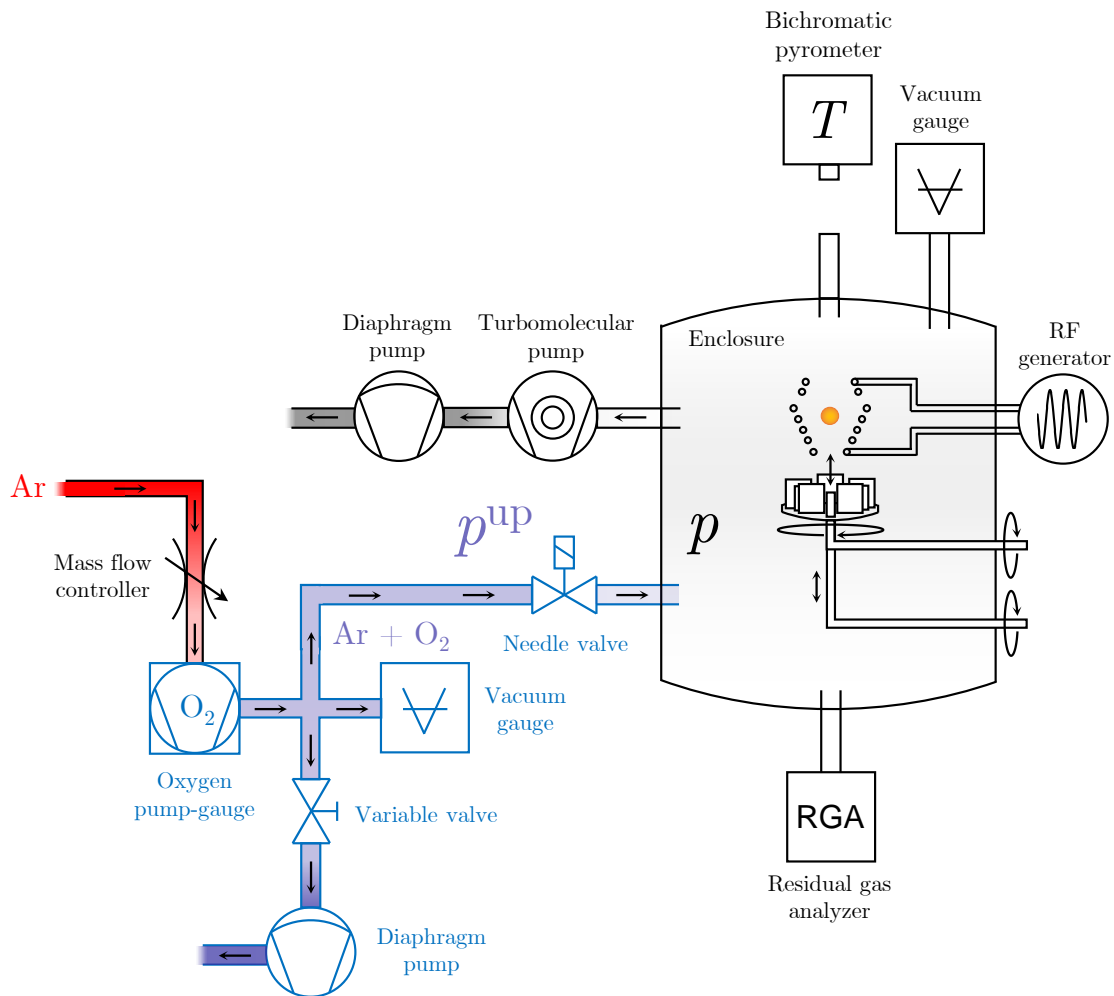 Bichromatic
pyrometer
T
Vacuum
gauge
Diaphragm
pump
Turbomolecular
pump
Enclosure
RF
generator
Ar
p^up
p
Mass flow
controller
Ar + O₂
Needle valve
O₂
Vacuum
gauge
Oxygen
pump-gauge
Variable valve
RGA
Residual gas
analyzer
Diaphragm
pump